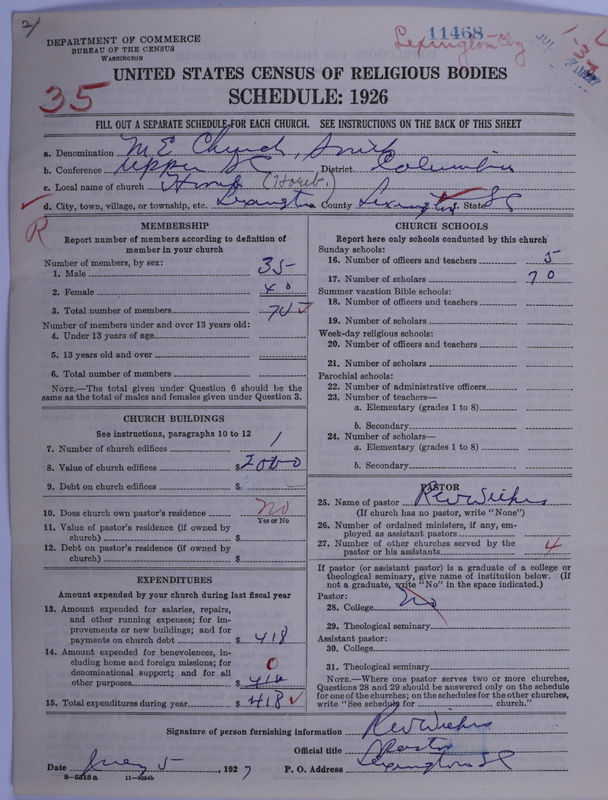 2/
DEPARTMENT OF COMMERCE
BUREAU OF THE CENSUS
WASHINGTON
11468
Lexington Chg
35
UNITED STATES CENSUS OF RELIGIOUS BODIES
SCHEDULE: 1926
FILL OUT A SEPARATE SCHEDULE FOR EACH CHURCH. SEE INSTRUCTIONS ON THE BACK OF THIS SHEET
a. Denomination M E Church, South
b. Conference Upper SC District Columbia
c. Local name of church (Horeb.)
d. City, town, village, or township, etc. Lexington County Lexington State SC
R
MEMBERSHIP
Report number of members according to definition of member in your church
Number of members, by sex:
1. Male 35
2. Female 40
3. Total number of members 75
Number of members under and over 13 years old:
4. Under 13 years of age
5. 13 years old and over
6. Total number of members
NOTE.—The total given under Question 6 should be the same as the total of males and females given under Question 3.
CHURCH BUILDINGS
See instructions, paragraphs 10 to 12
7. Number of church edifices 1
8. Value of church edifices $ 2000
9. Debt on church edifices $
10. Does church own pastor's residence no
Yes or No
11. Value of pastor's residence (if owned by church) $
12. Debt on pastor's residence (if owned by church) $
EXPENDITURES
Amount expended by your church during last fiscal year
13. Amount expended for salaries, repairs, and other running expenses; for improvements or new buildings; and for payments on church debt $ 418
14. Amount expended for benevolences, including home and foreign missions; for denominational support; and for all other purposes $ 0 418
15. Total expenditures during year $ 418
CHURCH SCHOOLS
Report here only schools conducted by this church
Sunday schools:
16. Number of officers and teachers 5
17. Number of scholars 70
Summer vacation Bible schools:
18. Number of officers and teachers
19. Number of scholars
Week-day religious schools:
20. Number of officers and teachers
21. Number of scholars
Parochial schools:
22. Number of administrative officers
23. Number of teachers—
a. Elementary (grades 1 to 8)
b. Secondary
24. Number of scholars—
a. Elementary (grades 1 to 8)
b. Secondary
PASTOR
25. Name of pastor Rev
(If church has no pastor, write "None")
26. Number of ordained ministers, if any, employed as assistant pastors
27. Number of other churches served by the pastor or his assistants 4
If pastor (or assistant pastor) is a graduate of a college or theological seminary, give name of institution below. (If not a graduate, write "No" in the space indicated.)
Pastor:
28. College No
29. Theological seminary
Assistant pastor:
30. College
31. Theological seminary
NOTE.—Where one pastor serves two or more churches, Questions 28 and 29 should be answered only on the schedule for one of the churches; on the schedules for the other churches, write "See schedule for church."
Signature of person furnishing information Rev
Official title Pastor
Date 5, 1927 P. O. Address Lexington SC
8-5318 a 11-9054b